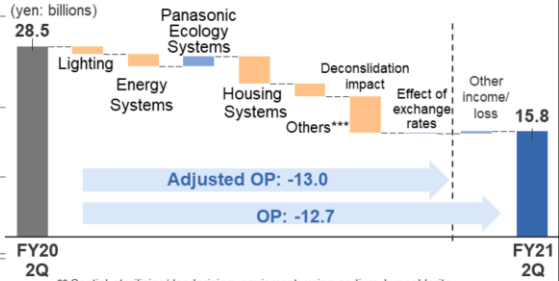 (yen: billions)
28.5
Lighting
Energy
Systems
Panasonic
Ecology
Systems
Housing
Systems
Others***
Deconslidation
impact
Effect of
exchange
rates
Other
income/
loss
15.8
Adjusted OP: -13.0
OP: -12.7
FY20
2Q
FY21
2Q